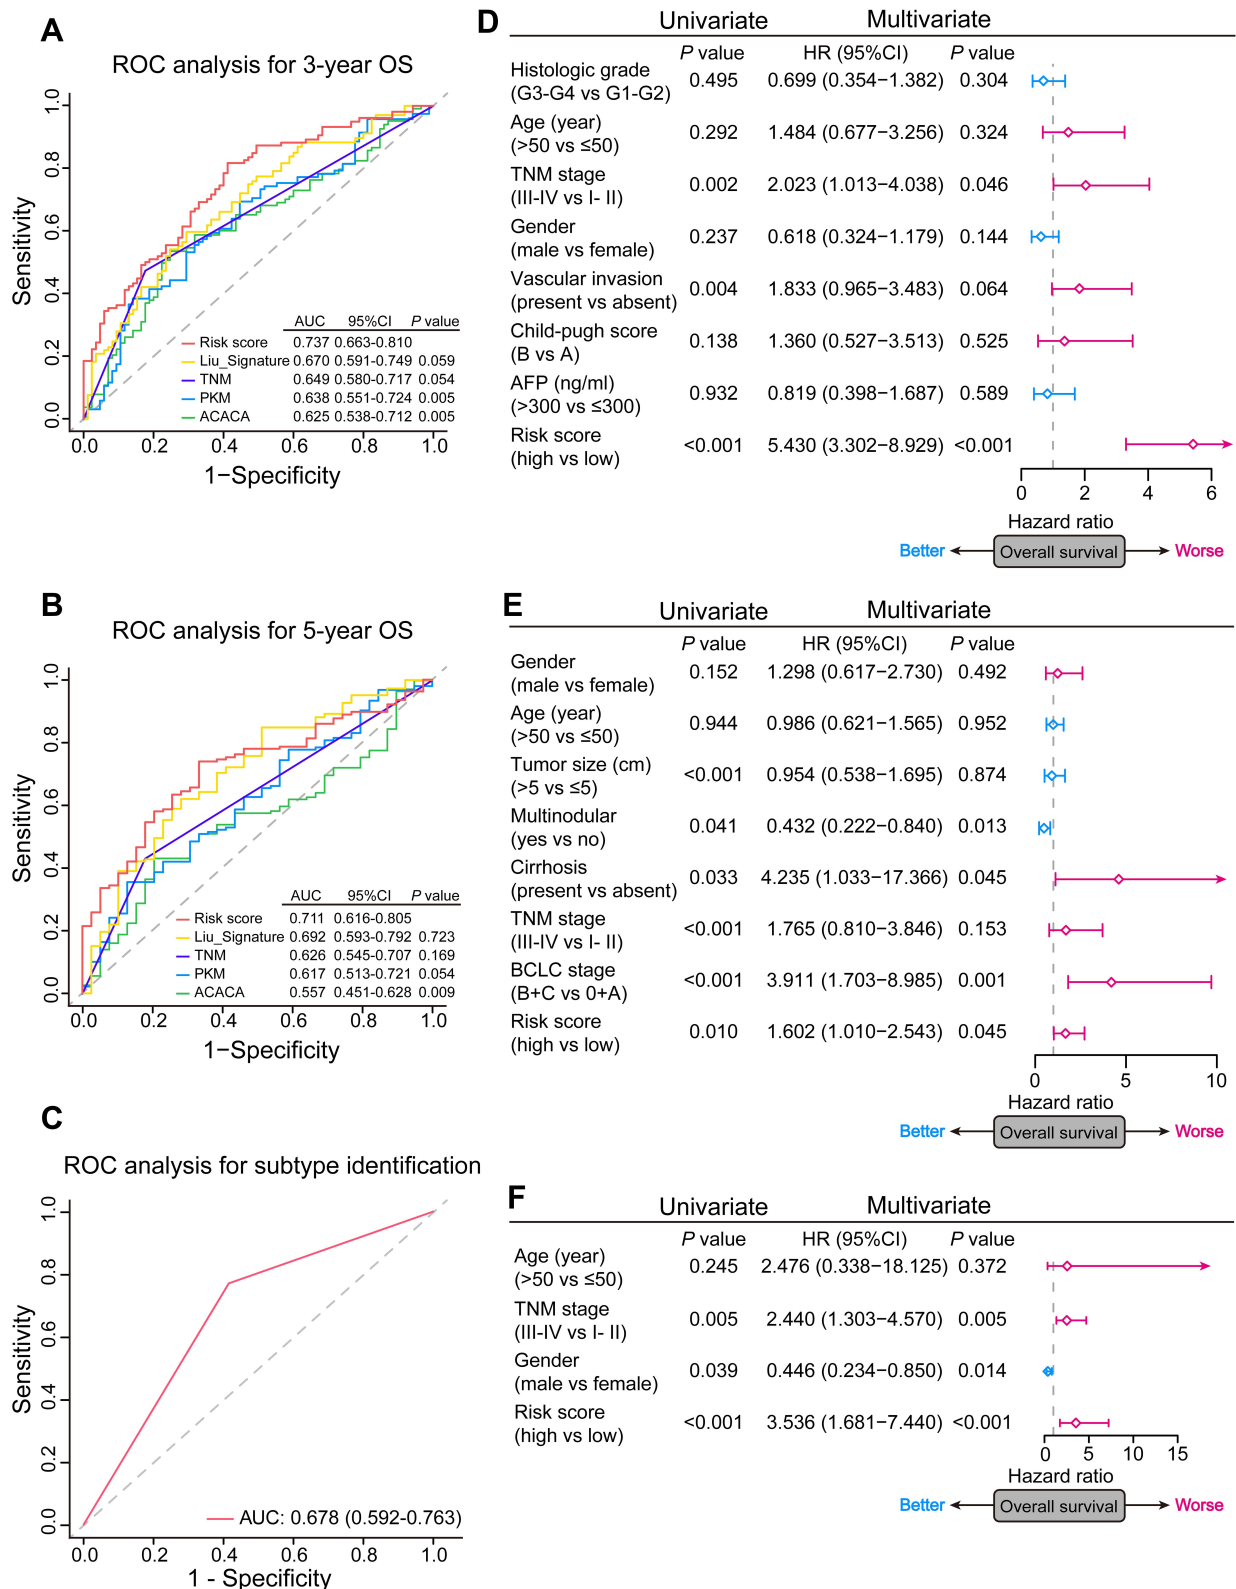 A
ROC analysis for 3-year OS
Sensitivity
1.0
0.8
0.6
0.4
0.2
0.0
AUC 95%CI P value
Risk score 0.737 0.663-0.810
Liu_Signature 0.670 0.591-0.749 0.059
TNM 0.649 0.580-0.717 0.054
PKM 0.638 0.551-0.724 0.005
ACACA 0.625 0.538-0.712 0.005
0.0 0.2 0.4 0.6 0.8 1.0
1−Specificity
B
ROC analysis for 5-year OS
Sensitivity
1.0
0.8
0.6
0.4
0.2
0.0
AUC 95%CI P value
Risk score 0.711 0.616-0.805
Liu_Signature 0.692 0.593-0.792 0.723
TNM 0.626 0.545-0.707 0.169
PKM 0.617 0.513-0.721 0.054
ACACA 0.557 0.451-0.628 0.009
0.0 0.2 0.4 0.6 0.8 1.0
1−Specificity
C
ROC analysis for subtype identification
Sensitivity
1.0
0.8
0.6
0.4
0.2
0.0
AUC: 0.678 (0.592-0.763)
0.0 0.2 0.4 0.6 0.8 1.0
1 - Specificity
D
Univariate Multivariate
P value HR (95%CI) P value
Histologic grade
(G3-G4 vs G1-G2) 0.495 0.699 (0.354−1.382) 0.304
Age (year)
(>50 vs ≤50) 0.292 1.484 (0.677−3.256) 0.324
TNM stage
(III-IV vs I- II) 0.002 2.023 (1.013−4.038) 0.046
Gender
(male vs female) 0.237 0.618 (0.324−1.179) 0.144
Vascular invasion
(present vs absent) 0.004 1.833 (0.965−3.483) 0.064
Child-pugh score
(B vs A) 0.138 1.360 (0.527−3.513) 0.525
AFP (ng/ml)
(>300 vs ≤300) 0.932 0.819 (0.398−1.687) 0.589
Risk score
(high vs low) <0.001 5.430 (3.302−8.929) <0.001
0 2 4 6
Hazard ratio
Better Overall survival Worse
E
Univariate Multivariate
P value HR (95%CI) P value
Gender
(male vs female) 0.152 1.298 (0.617−2.730) 0.492
Age (year)
(>50 vs ≤50) 0.944 0.986 (0.621−1.565) 0.952
Tumor size (cm)
(>5 vs ≤5) <0.001 0.954 (0.538−1.695) 0.874
Multinodular
(yes vs no) 0.041 0.432 (0.222−0.840) 0.013
Cirrhosis
(present vs absent) 0.033 4.235 (1.033−17.366) 0.045
TNM stage
(III-IV vs I- II) <0.001 1.765 (0.810−3.846) 0.153
BCLC stage
(B+C vs 0+A) <0.001 3.911 (1.703−8.985) 0.001
Risk score
(high vs low) 0.010 1.602 (1.010−2.543) 0.045
0 5 10
Hazard ratio
Better Overall survival Worse
F
Univariate Multivariate
P value HR (95%CI) P value
Age (year)
(>50 vs ≤50) 0.245 2.476 (0.338−18.125) 0.372
TNM stage
(III-IV vs I- II) 0.005 2.440 (1.303−4.570) 0.005
Gender
(male vs female) 0.039 0.446 (0.234−0.850) 0.014
Risk score
(high vs low) <0.001 3.536 (1.681−7.440) <0.001
0 5 10 15
Hazard ratio
Better Overall survival Worse